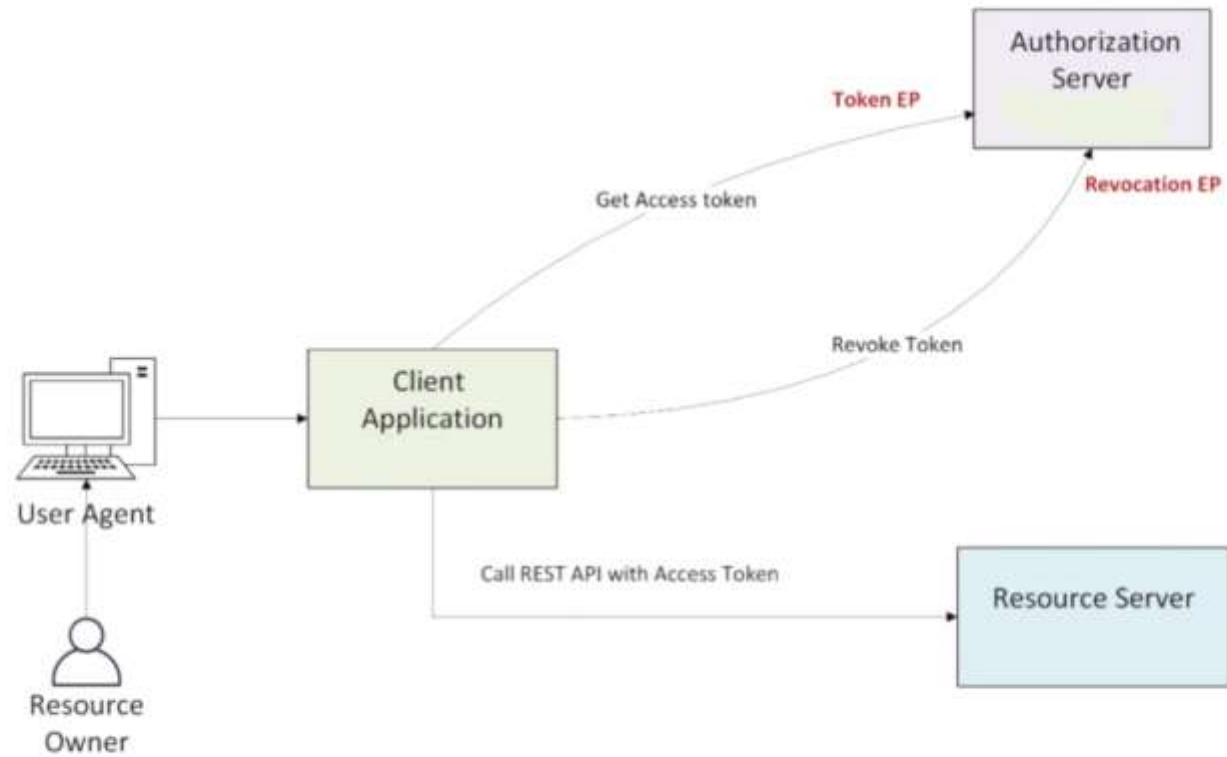 Authorization
Server
Token EP
Revocation EP
Get Access token
Revoke Token
Client
Application
User Agent
Call REST API with Access Token
Resource Server
Resource
Owner